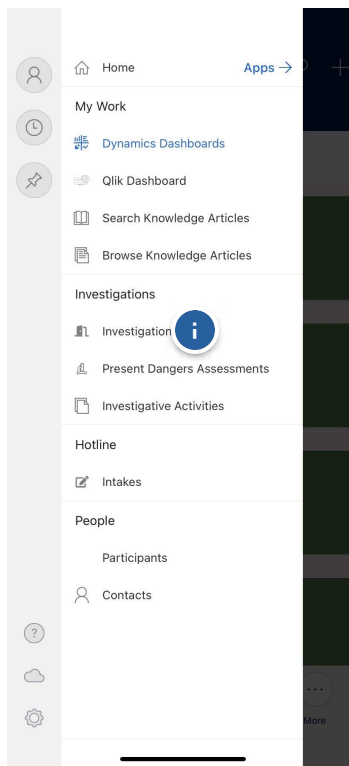 Home
Apps →
My Work
Dynamics Dashboards
Qlik Dashboard
Search Knowledge Articles
Browse Knowledge Articles
Investigations
Investigation
i
Present Dangers Assessments
Investigative Activities
Hotline
Intakes
People
Participants
Contacts
?
More